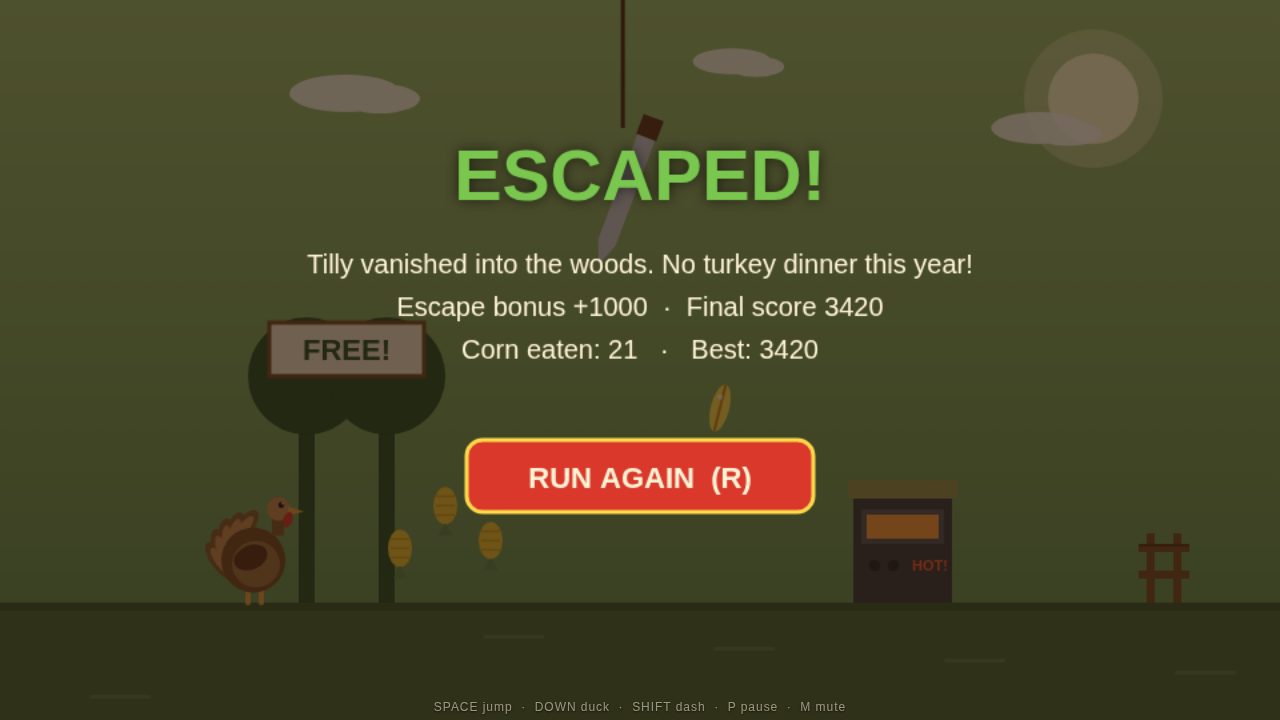 ESCAPED!
Tilly vanished into the woods. No turkey dinner this year!
Escape bonus +1000 · Final score 3420
FREE!
Corn eaten: 21 · Best: 3420
RUN AGAIN (R)
HOT!
SPACE jump · DOWN duck · SHIFT dash · P pause · M mute